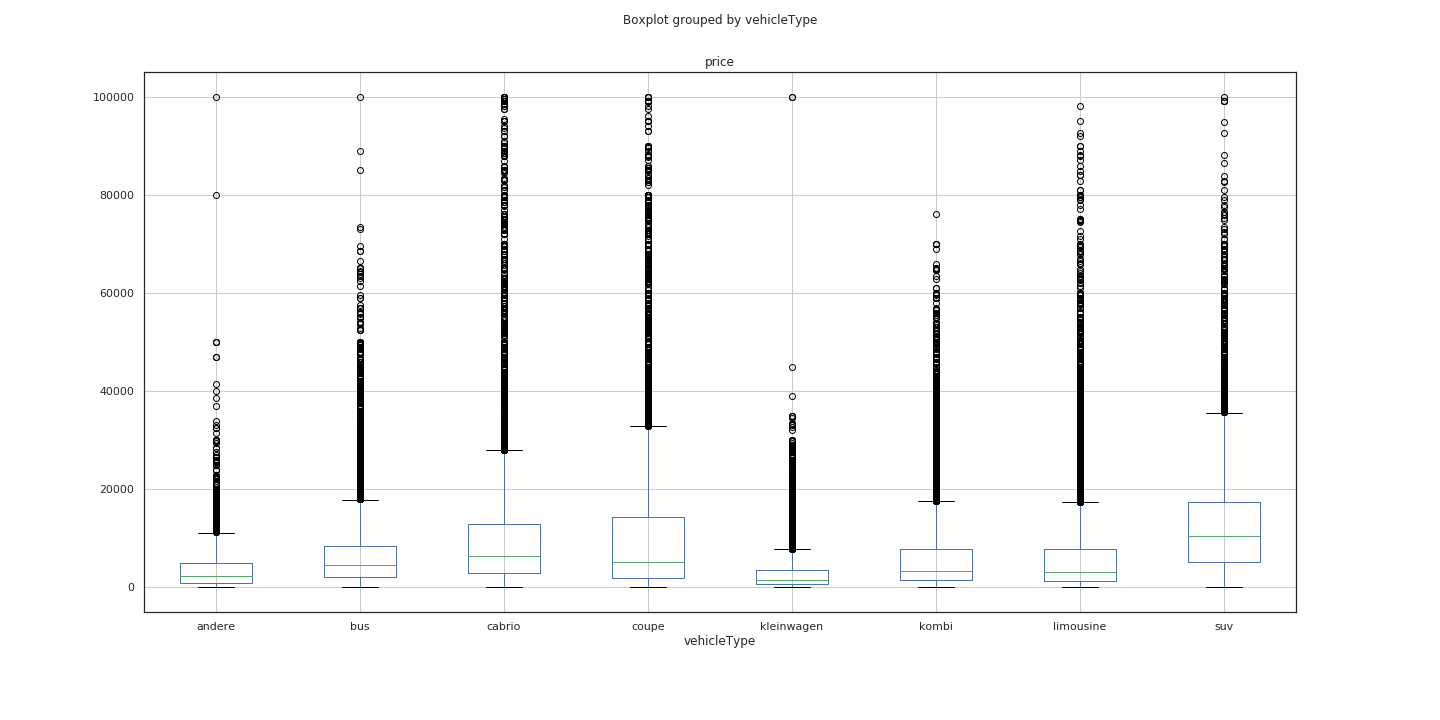 Boxplot grouped by vehicleType
price
100000
80000
60000
40000
20000
0
andere bus cabrio coupe kleinwagen kombi limousine suv
vehicleType